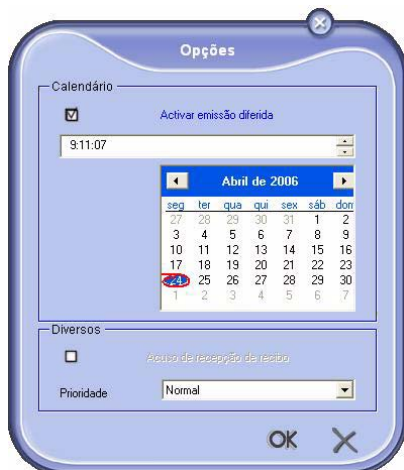 Opções
Calendário
Activar emissão diferida
9:11:07
Abril de 2006
seg ter qua qui sex sáb dom
27 28 29 30 31 1 2
3 4 5 6 7 8 9
10 11 12 13 14 15 16
17 18 19 20 21 22 23
24 25 26 27 28 29 30
1 2 3 4 5 6 7
Diversos
Acuso de recepção de recibo
Prioridade Normal
OK